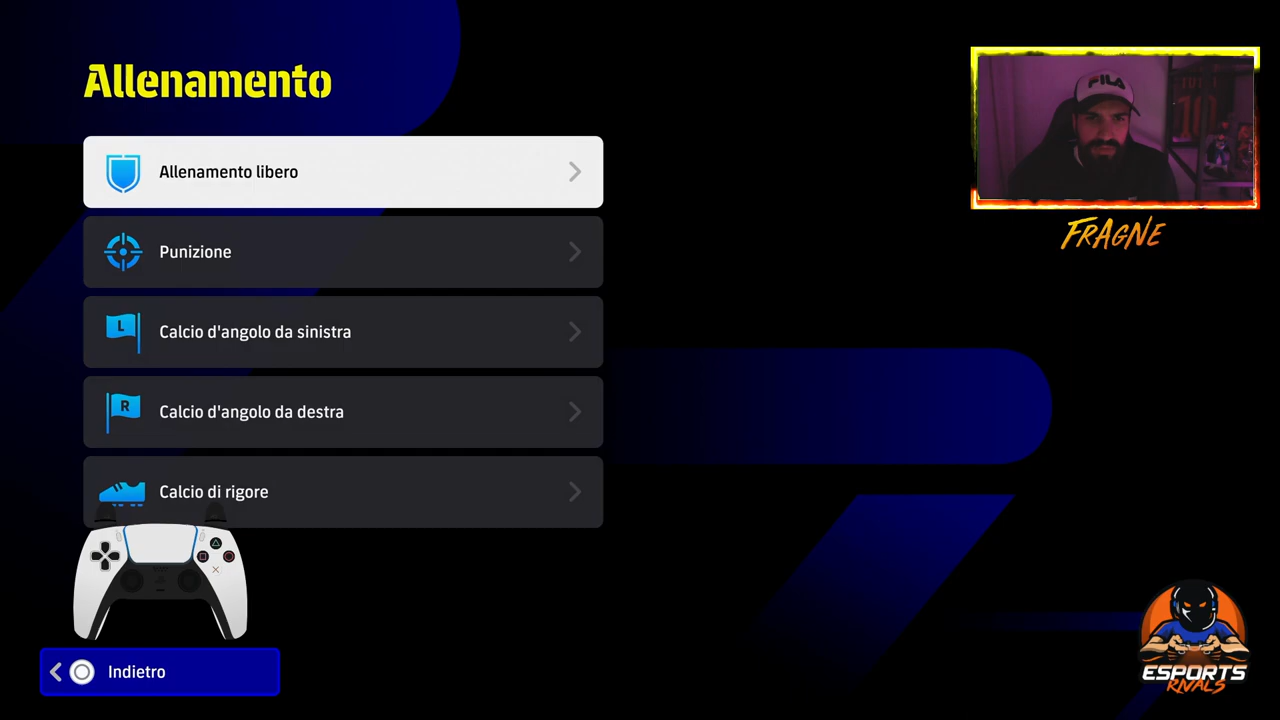 Allenamento
Allenamento libero
Punizione
L
Calcio d'angolo da sinistra
R
Calcio d'angolo da destra
Calcio di rigore
Indietro
FILA
10
FRAGNE
ESPORTS
RIVALS